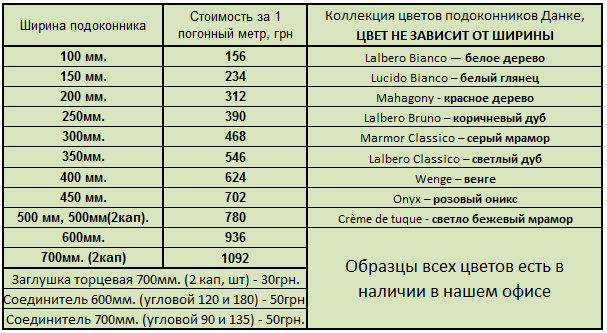 Ширина подоконника
Стоимость за 1
погонный метр, грн
Коллекция цветов подоконников Данке,
ЦВЕТ НЕ ЗАВИСИТ ОТ ШИРИНЫ
100 мм. 156 Lalbero Bianco — белое дерево
150 мм. 234 Lucido Bianco – белый глянец
200 мм. 312 Mahagony - красное дерево
250мм. 390 Lalbero Bruno – коричневый дуб
300мм. 468 Marmor Classico – серый мрамор
350мм. 546 Lalbero Classico – светлый дуб
400 мм. 624 Wenge – венге
450 мм. 702 Onyx – розовый оникс
500 мм, 500мм(2кап). 780 Crème de tuque - светло бежевый мрамор
600мм. 936
700мм. (2кап) 1092
Заглушка торцевая 700мм. (2 кап, шт) - 30грн.
Соединитель 600мм. (угловой 120 и 180) - 50грн
Соединитель 700мм. (угловой 90 и 135) - 50грн.
Образцы всех цветов есть в
наличии в нашем офисе